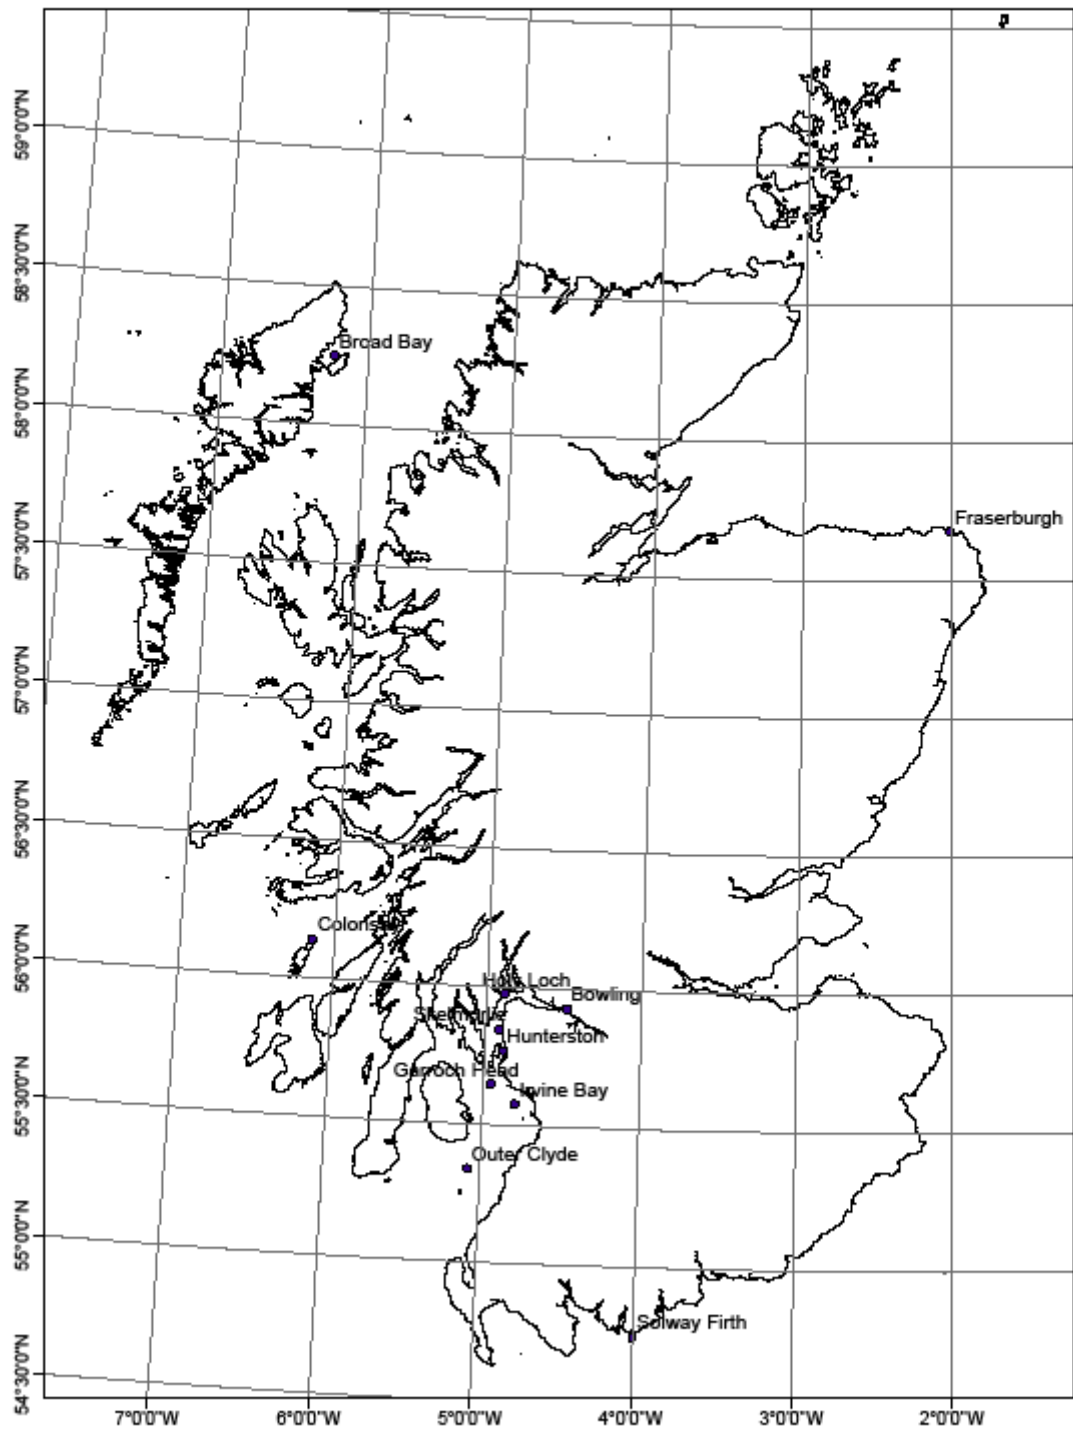 59°0'0"N
58°30'0"N
Broad Bay
58°0'0"N
Fraserburgh
57°30'0"N
57°0'0"N
56°30'0"N
Colonsay
56°0'0"N
Holy Loch
Bowling
Skelmorlie
Hunterston
Garroch Head
Irvine Bay
55°30'0"N
Outer Clyde
55°0'0"N
Solway Firth
54°30'0"N
7°0'0"W 6°0'0"W 5°0'0"W 4°0'0"W 3°0'0"W 2°0'0"W